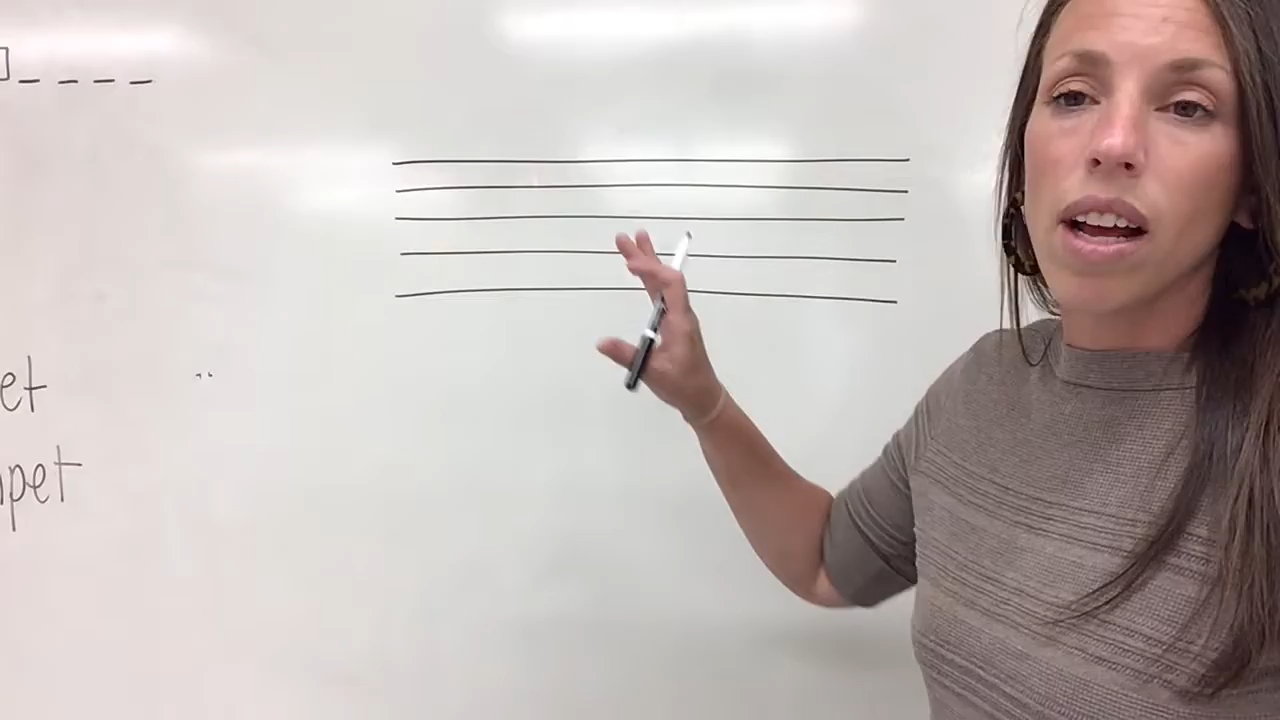 ] _ _ _ _
et
pet